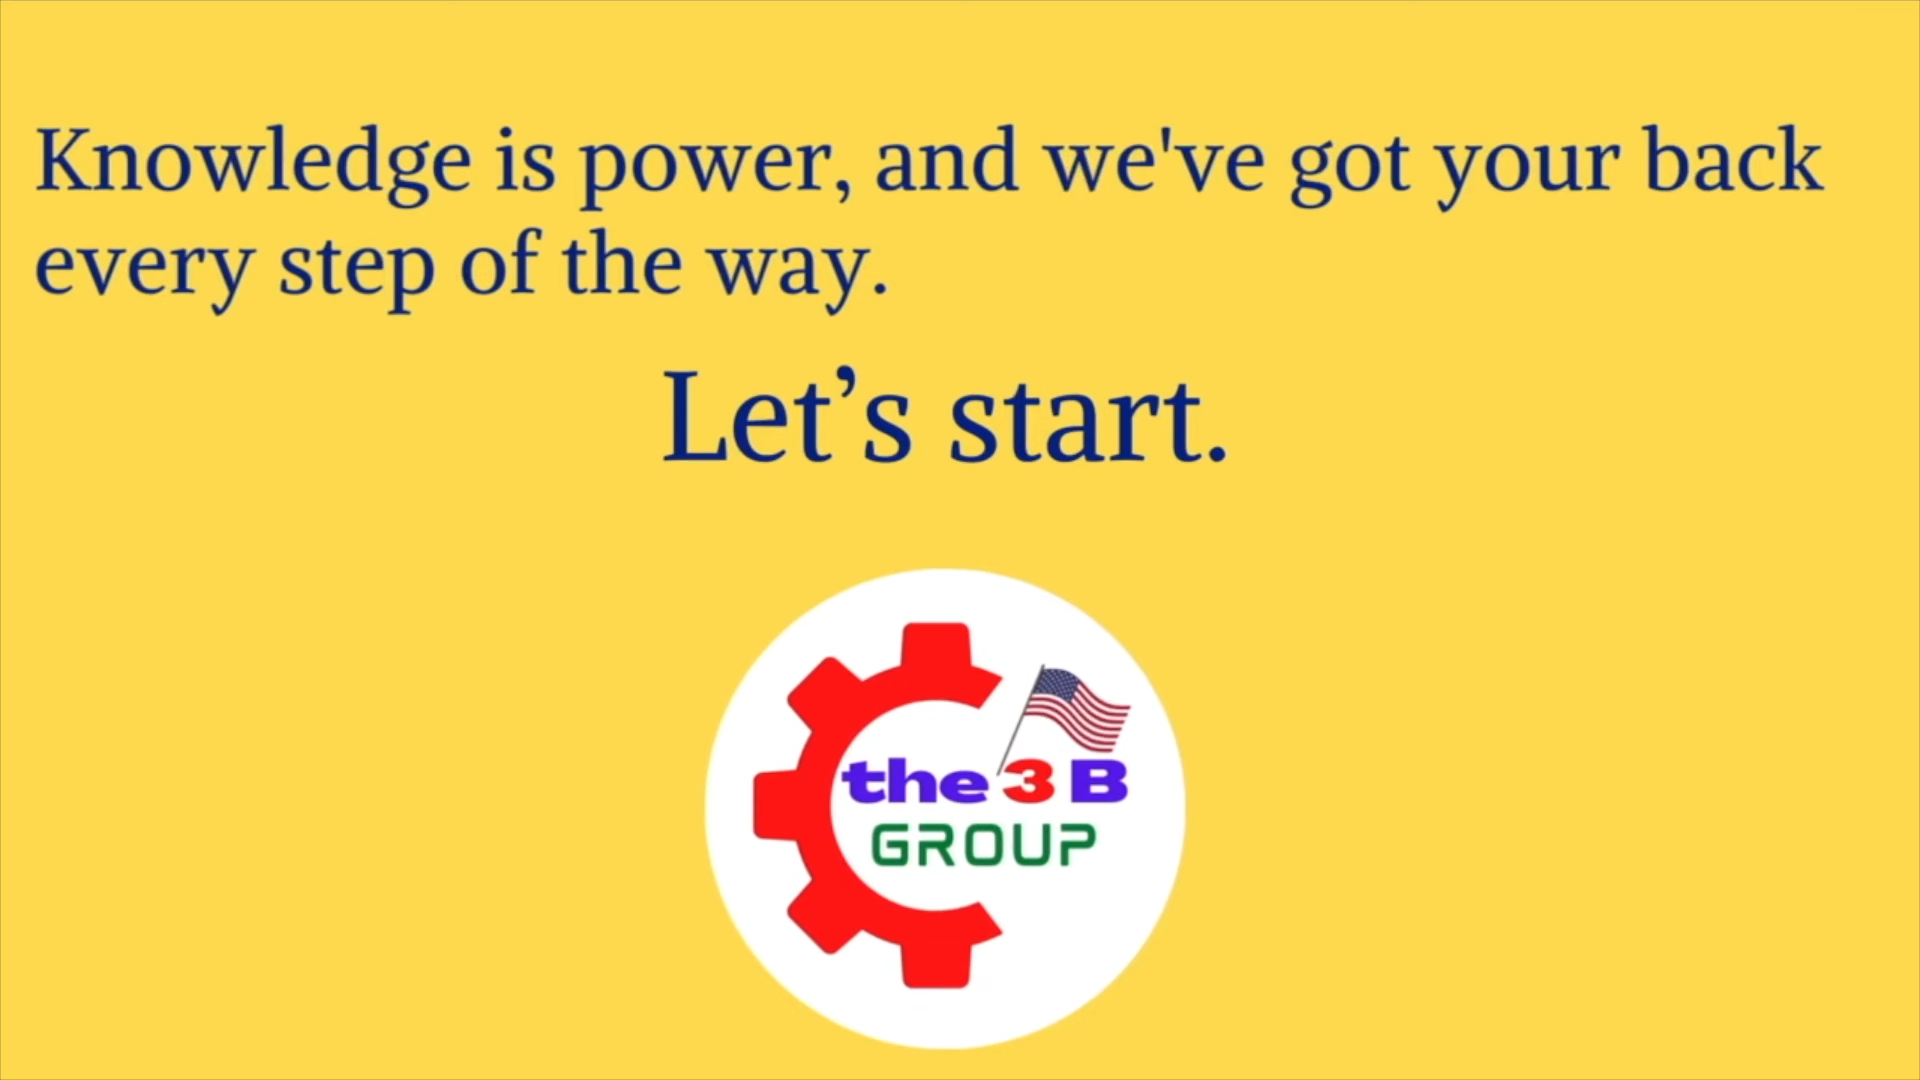 Knowledge is power, and we've got your back
every step of the way.
Let’s start.
the 3 B
GROUP